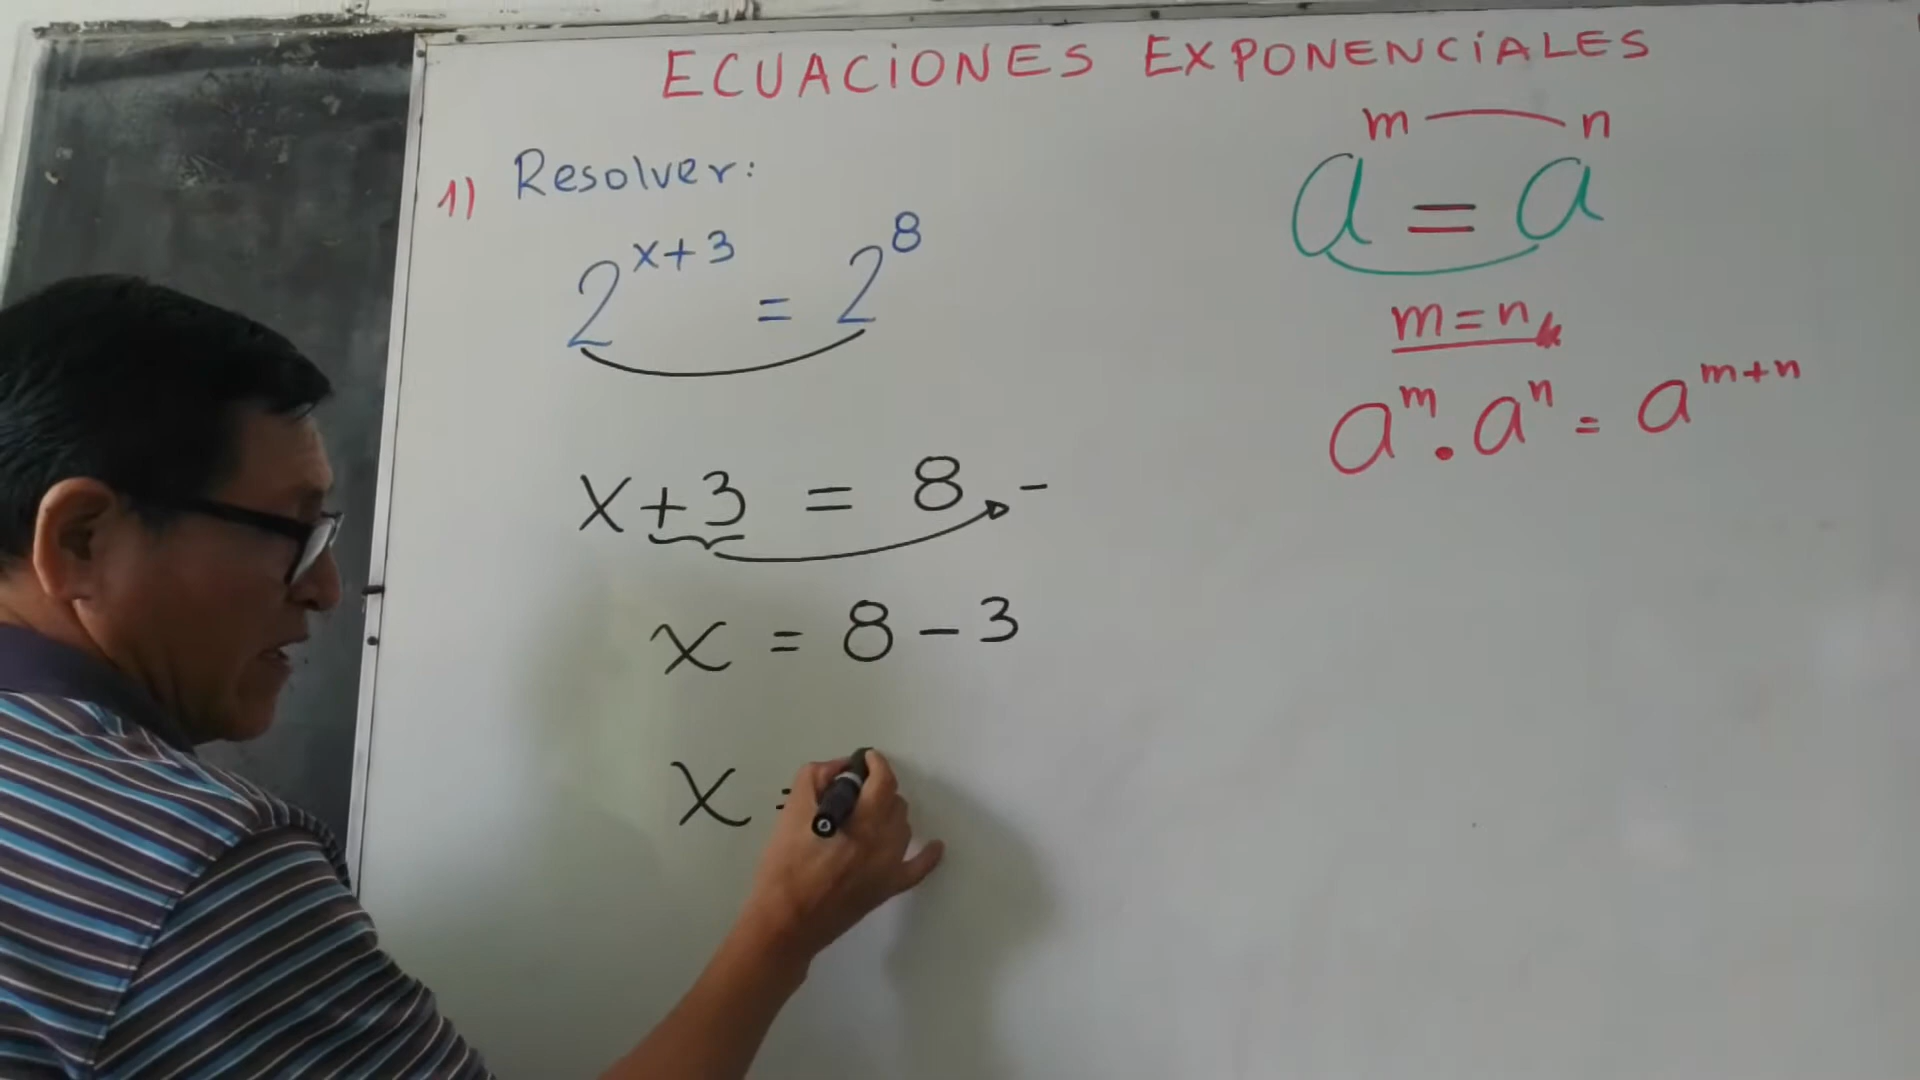 ECUACIONES EXPONENCIALES
1) Resolver:
2^{x+3} = 2^8
x+3 = 8 -
x = 8 - 3
x =
a^m = a^n
m = n
a^m . a^n = a^{m+n}